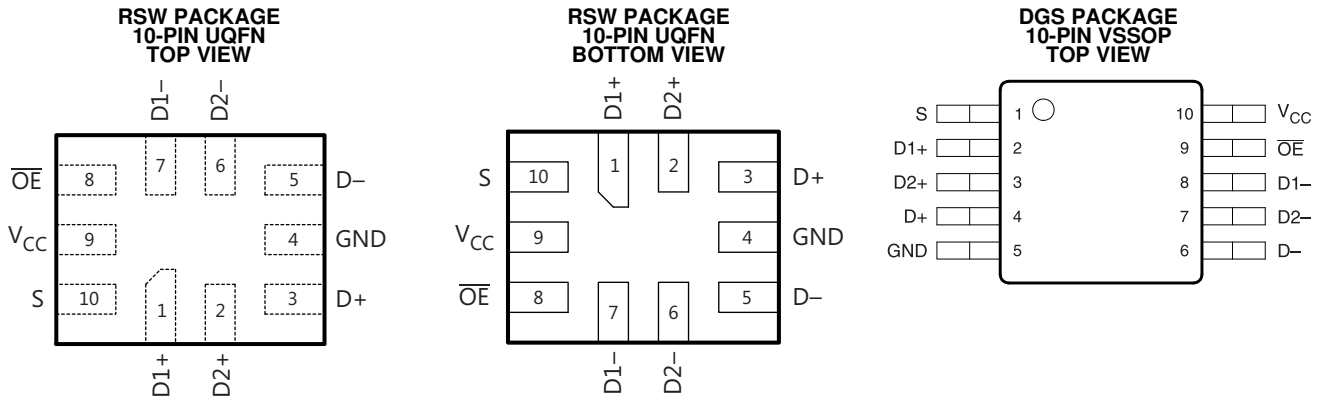 RSW PACKAGE
10-PIN UQFN
TOP VIEW
D1– D2–
7 6
OE 8 5 D–
VCC 9 4 GND
S 10 3 D+
1 2
D1+ D2+
RSW PACKAGE
10-PIN UQFN
BOTTOM VIEW
D1+ D2+
1 2
S 10 3 D+
VCC 9 4 GND
OE 8 5 D–
7 6
D1– D2–
DGS PACKAGE
10-PIN VSSOP
TOP VIEW
S 1 10 VCC
D1+ 2 9 OE
D2+ 3 8 D1–
D+ 4 7 D2–
GND 5 6 D–